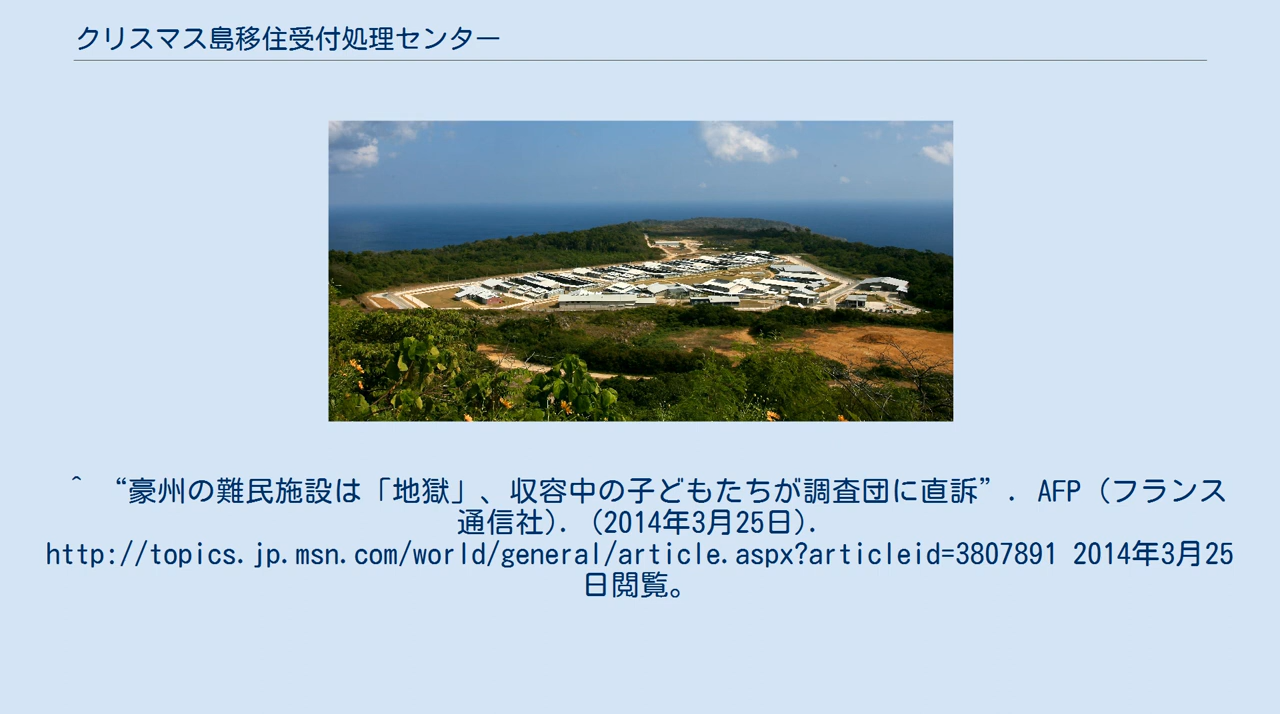 クリスマス島移住受付処理センター
^ “豪州の難民施設は「地獄」、収容中の子どもたちが調査団に直訴”. AFP (フランス
通信社). (2014年3月25日).
http://topics.jp.msn.com/world/general/article.aspx?articleid=3807891 2014年3月25
日閲覧。